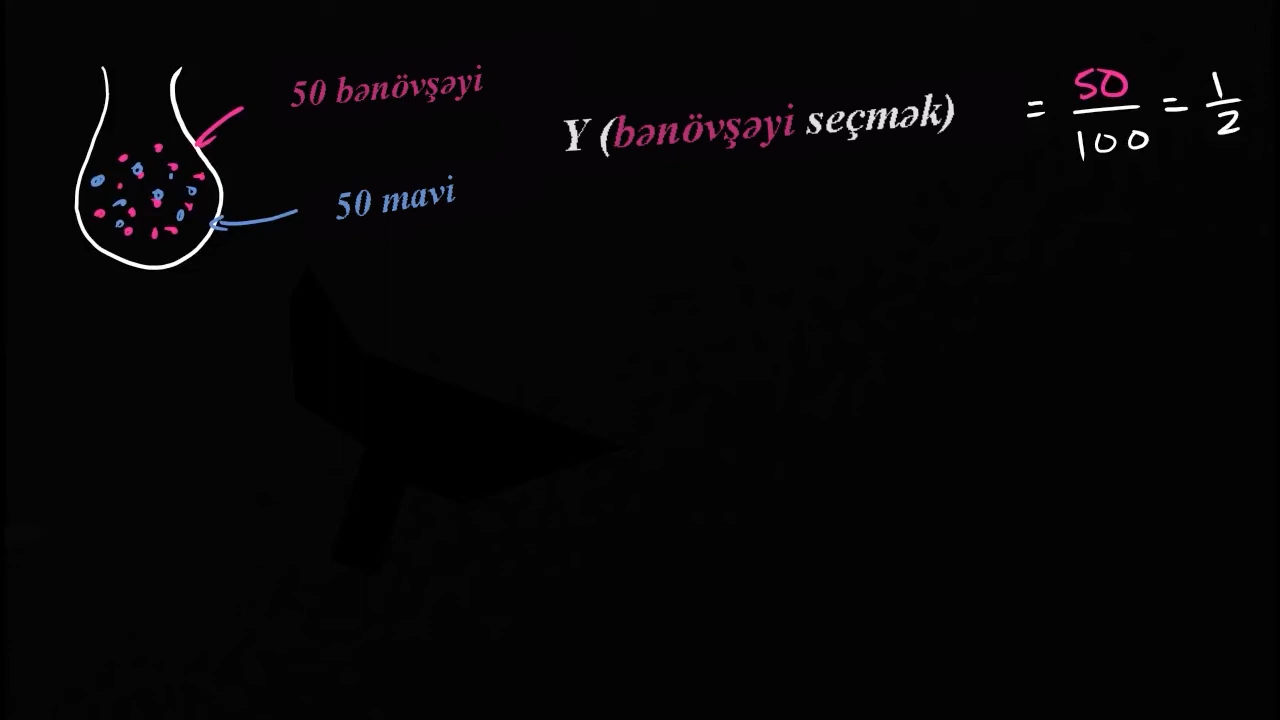 50 bənövşəyi
Y (bənövşəyi seçmək) = 50/100 = 1/2
50 mavi